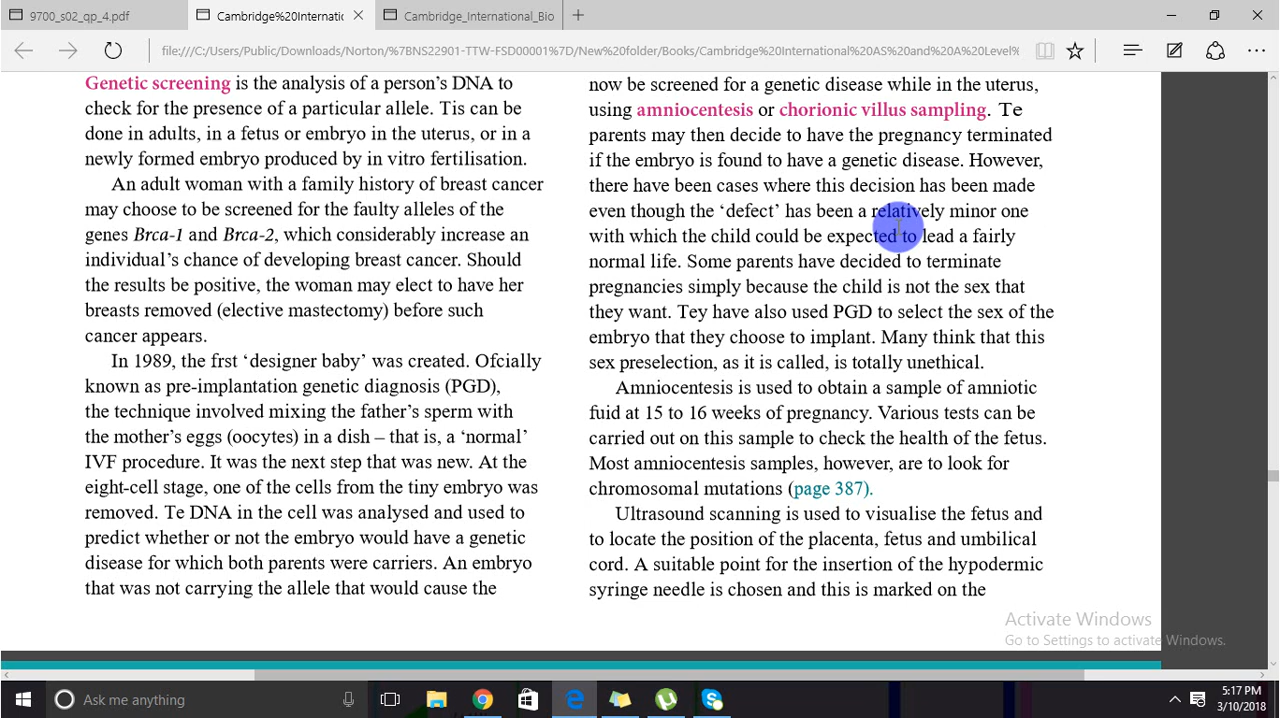 9700_s02_qp_4.pdf
Cambridge%20Internatic
Cambridge_International_Bio
file:///C:/Users/Public/Downloads/Norton/%7BNS22901-TTW-FSD00001%7D/New%20folder/Books/Cambridge%20International%20AS%20and%20A%20Level%
Genetic screening is the analysis of a person's DNA to
check for the presence of a particular allele. Tis can be
done in adults, in a fetus or embryo in the uterus, or in a
newly formed embryo produced by in vitro fertilisation.
An adult woman with a family history of breast cancer
may choose to be screened for the faulty alleles of the
genes Brca-1 and Brca-2, which considerably increase an
individual's chance of developing breast cancer. Should
the results be positive, the woman may elect to have her
breasts removed (elective mastectomy) before such
cancer appears.
In 1989, the frst 'designer baby' was created. Ofcially
known as pre-implantation genetic diagnosis (PGD),
the technique involved mixing the father's sperm with
the mother's eggs (oocytes) in a dish – that is, a 'normal'
IVF procedure. It was the next step that was new. At the
eight-cell stage, one of the cells from the tiny embryo was
removed. Te DNA in the cell was analysed and used to
predict whether or not the embryo would have a genetic
disease for which both parents were carriers. An embryo
that was not carrying the allele that would cause the
now be screened for a genetic disease while in the uterus,
using amniocentesis or chorionic villus sampling. Te
parents may then decide to have the pregnancy terminated
if the embryo is found to have a genetic disease. However,
there have been cases where this decision has been made
even though the 'defect' has been a relatively minor one
with which the child could be expected to lead a fairly
normal life. Some parents have decided to terminate
pregnancies simply because the child is not the sex that
they want. Tey have also used PGD to select the sex of the
embryo that they choose to implant. Many think that this
sex preselection, as it is called, is totally unethical.
Amniocentesis is used to obtain a sample of amniotic
fuid at 15 to 16 weeks of pregnancy. Various tests can be
carried out on this sample to check the health of the fetus.
Most amniocentesis samples, however, are to look for
chromosomal mutations (page 387).
Ultrasound scanning is used to visualise the fetus and
to locate the position of the placenta, fetus and umbilical
cord. A suitable point for the insertion of the hypodermic
syringe needle is chosen and this is marked on the
Activate Windows
Go to Settings to activate Windows.
Ask me anything
5:17 PM
3/10/2018